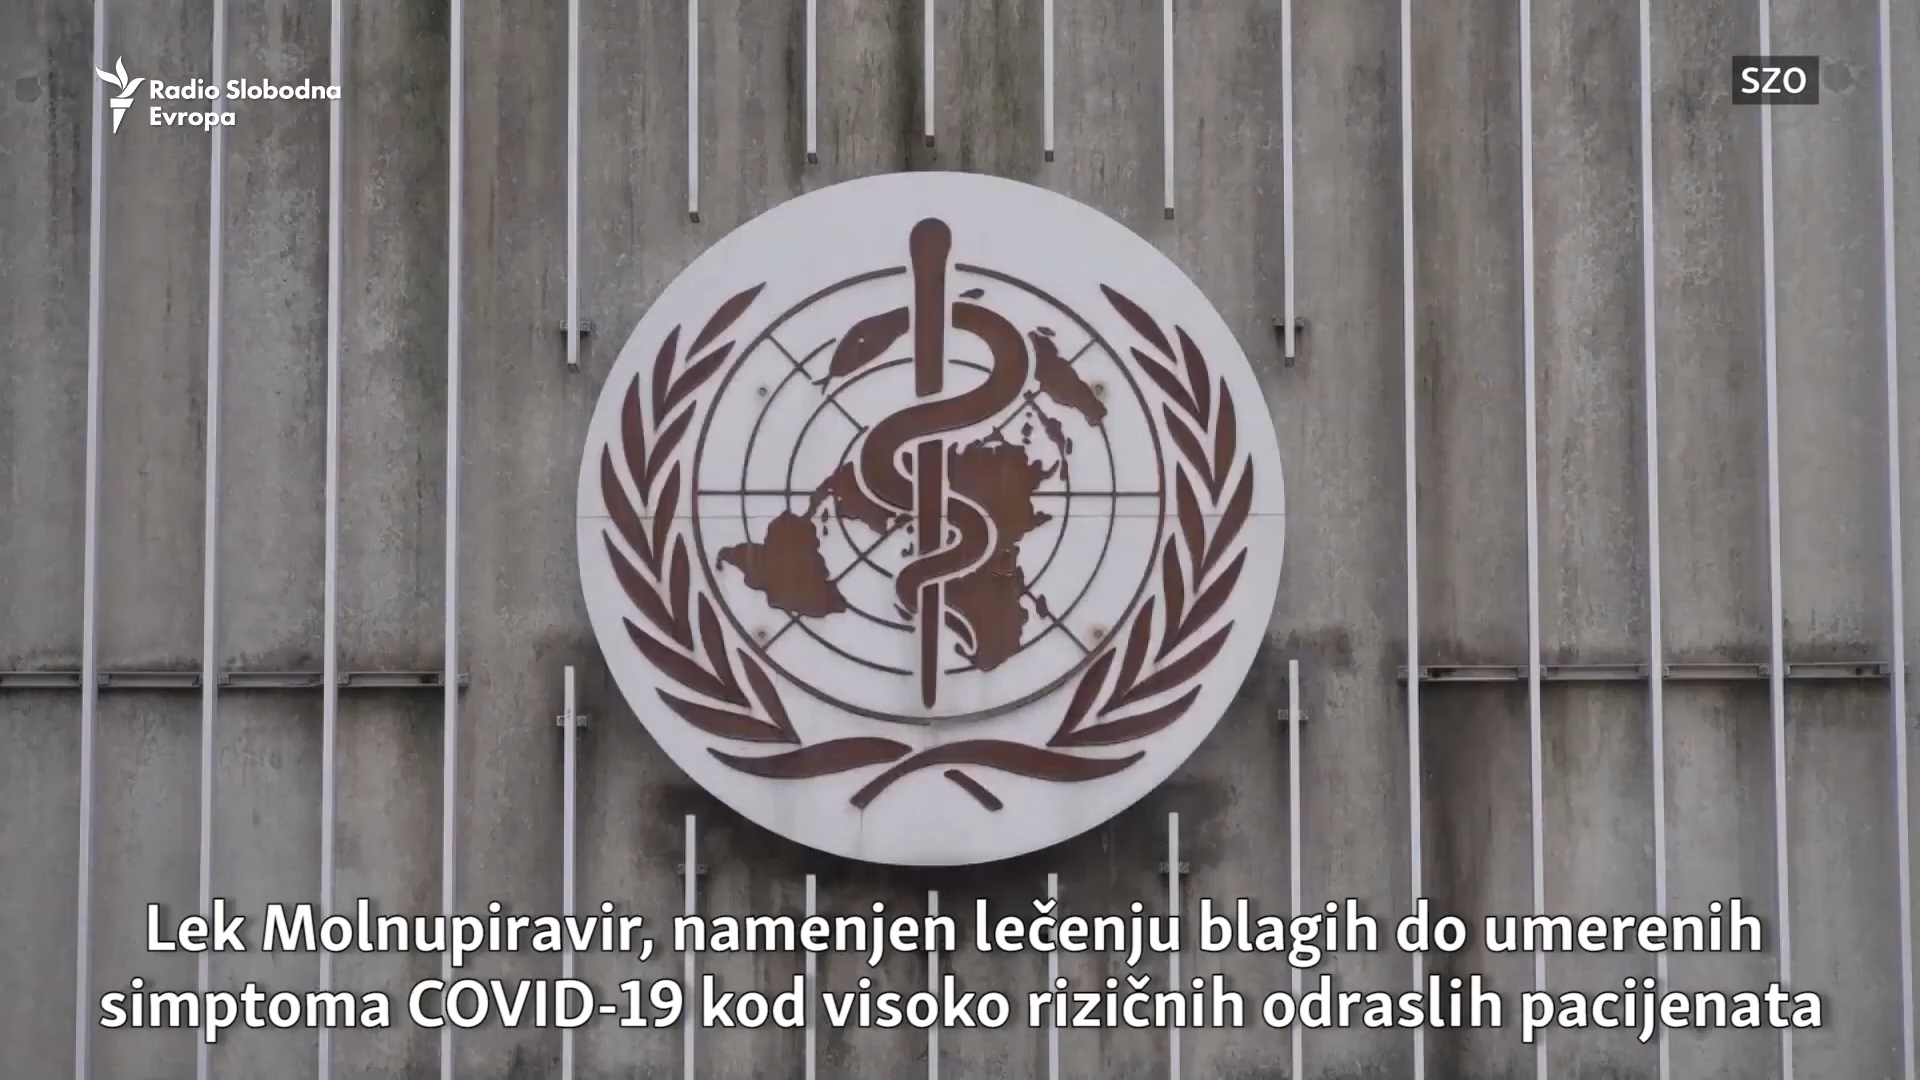 Radio Slobodna
Evropa
SZO
Lek Molnupiravir, namenjen lečenju blagih do umerenih
simptoma COVID-19 kod visoko rizičnih odraslih pacijenata